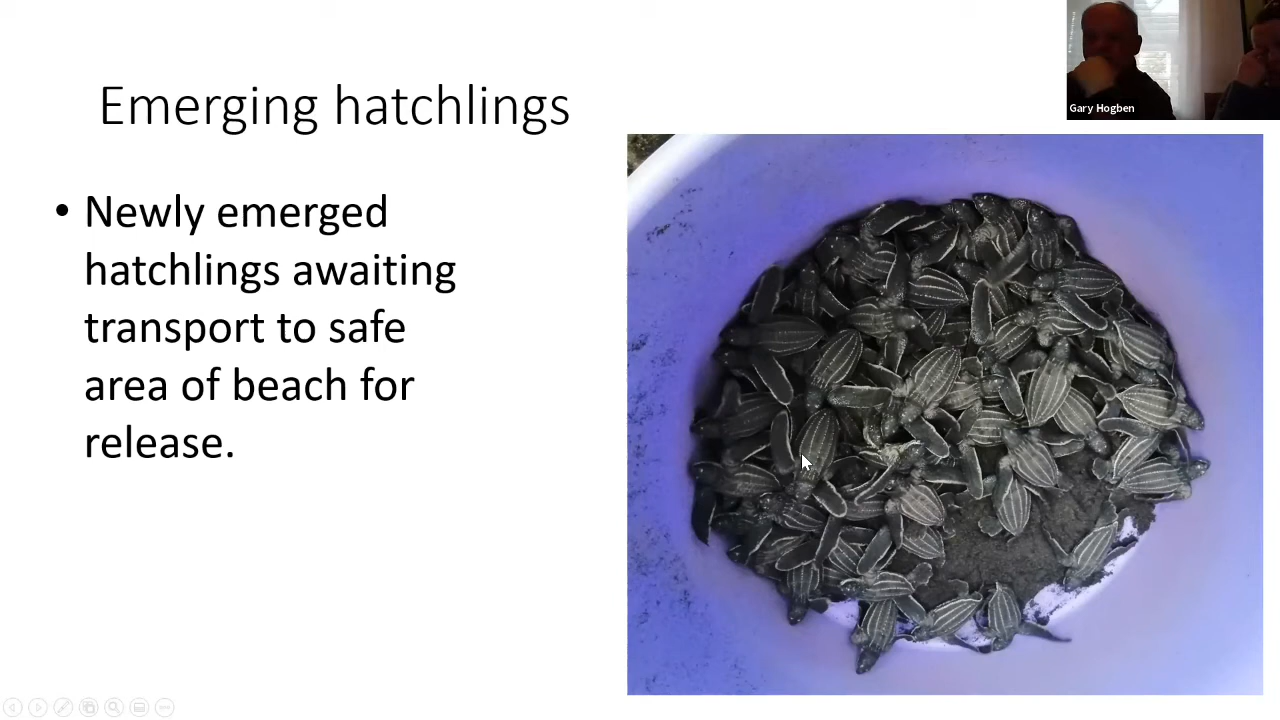 Emerging hatchlings
• Newly emerged
hatchlings awaiting
transport to safe
area of beach for
release.
Gary Hogben